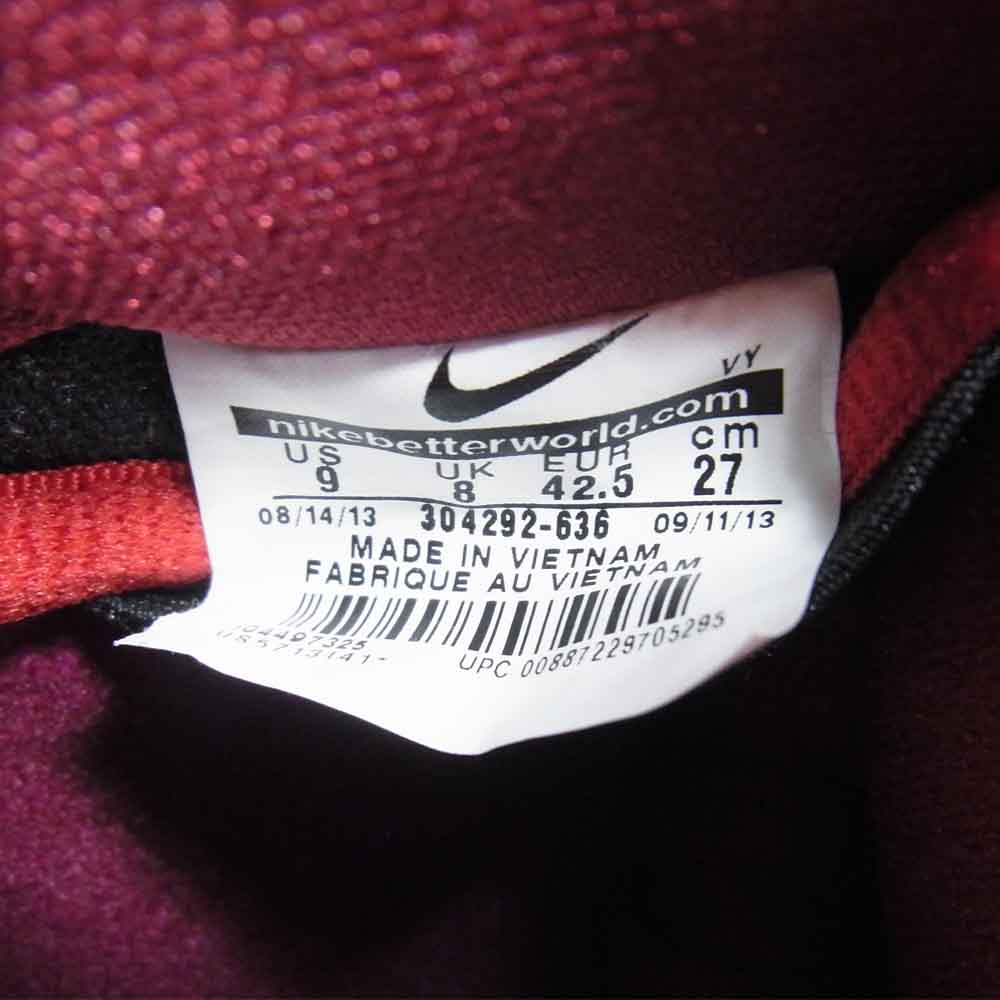 VY
nikebetterworld.com
US UK EUR cm
9 8 42.5 27
08/14/13 304292-636 09/11/13
MADE IN VIETNAM
FABRIQUE AU VIETNAM
UPC 00887229705295